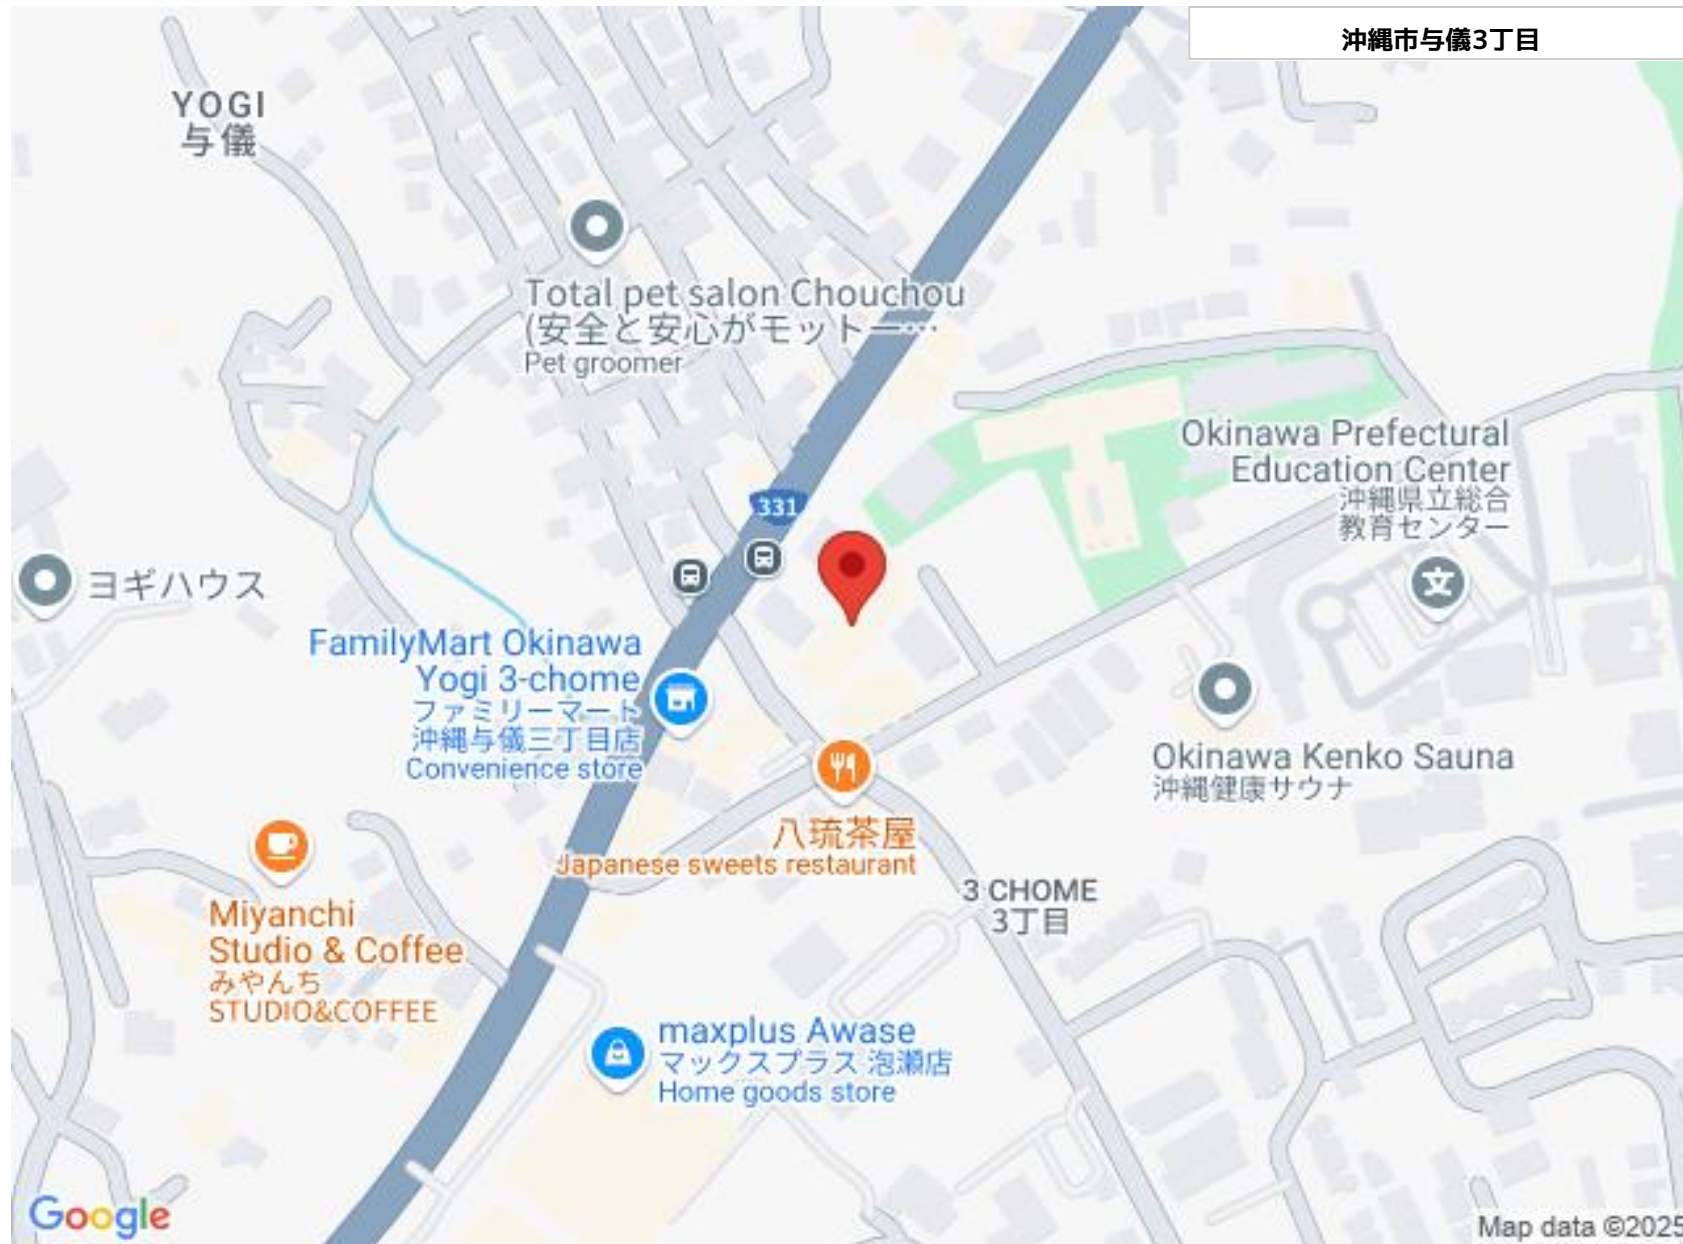 沖縄市与儀3丁目
YOGI
与儀
Total pet salon Chouchou
(安全と安心がモットー…
Pet groomer
Okinawa Prefectural
Education Center
沖縄県立総合
教育センター
331
文
ヨギハウス
FamilyMart Okinawa
Yogi 3-chome
ファミリーマート
沖縄与儀三丁目店
Convenience store
Okinawa Kenko Sauna
沖縄健康サウナ
八琉茶屋
Japanese sweets restaurant
3 CHOME
3丁目
Miyanchi
Studio & Coffee
みやんち
STUDIO&COFFEE
maxplus Awase
マックスプラス 泡瀬店
Home goods store
Google
Map data ©2025